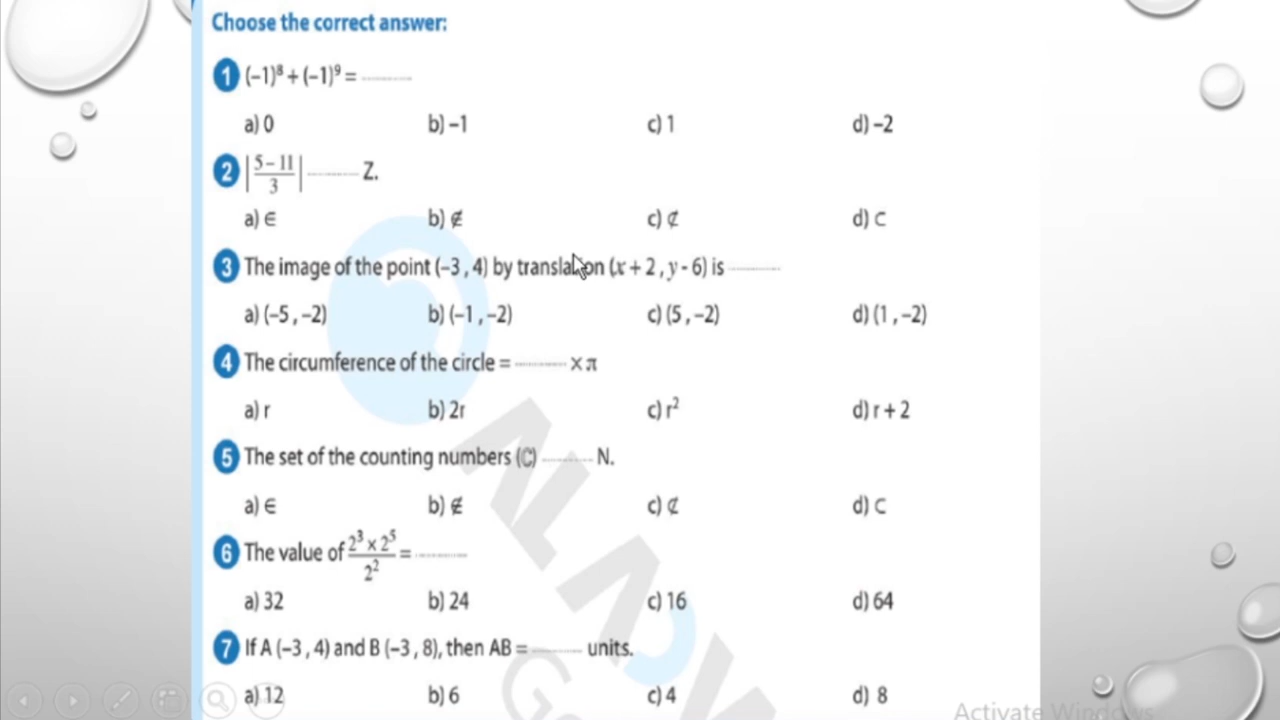 Choose the correct answer:
1 (–1)⁸ + (–1)⁹ = ............
a) 0 b) –1 c) 1 d) –2
2 |5 – 11 / 3| ............ Z.
a) ∈ b) ∉ c) ⊄ d) ⊂
3 The image of the point (–3 , 4) by translation (x + 2 , y - 6) is ............
a) (–5 , –2) b) (–1 , –2) c) (5 , –2) d) (1 , –2)
4 The circumference of the circle = ............ × π
a) r b) 2r c) r² d) r + 2
5 The set of the counting numbers (ℂ) ............ N.
a) ∈ b) ∉ c) ⊄ d) ⊂
6 The value of 2³ × 2⁵ / 2² = ............
a) 32 b) 24 c) 16 d) 64
7 If A (–3 , 4) and B (–3 , 8), then AB = ............ units.
a) 12 b) 6 c) 4 d) 8
Activate Windows